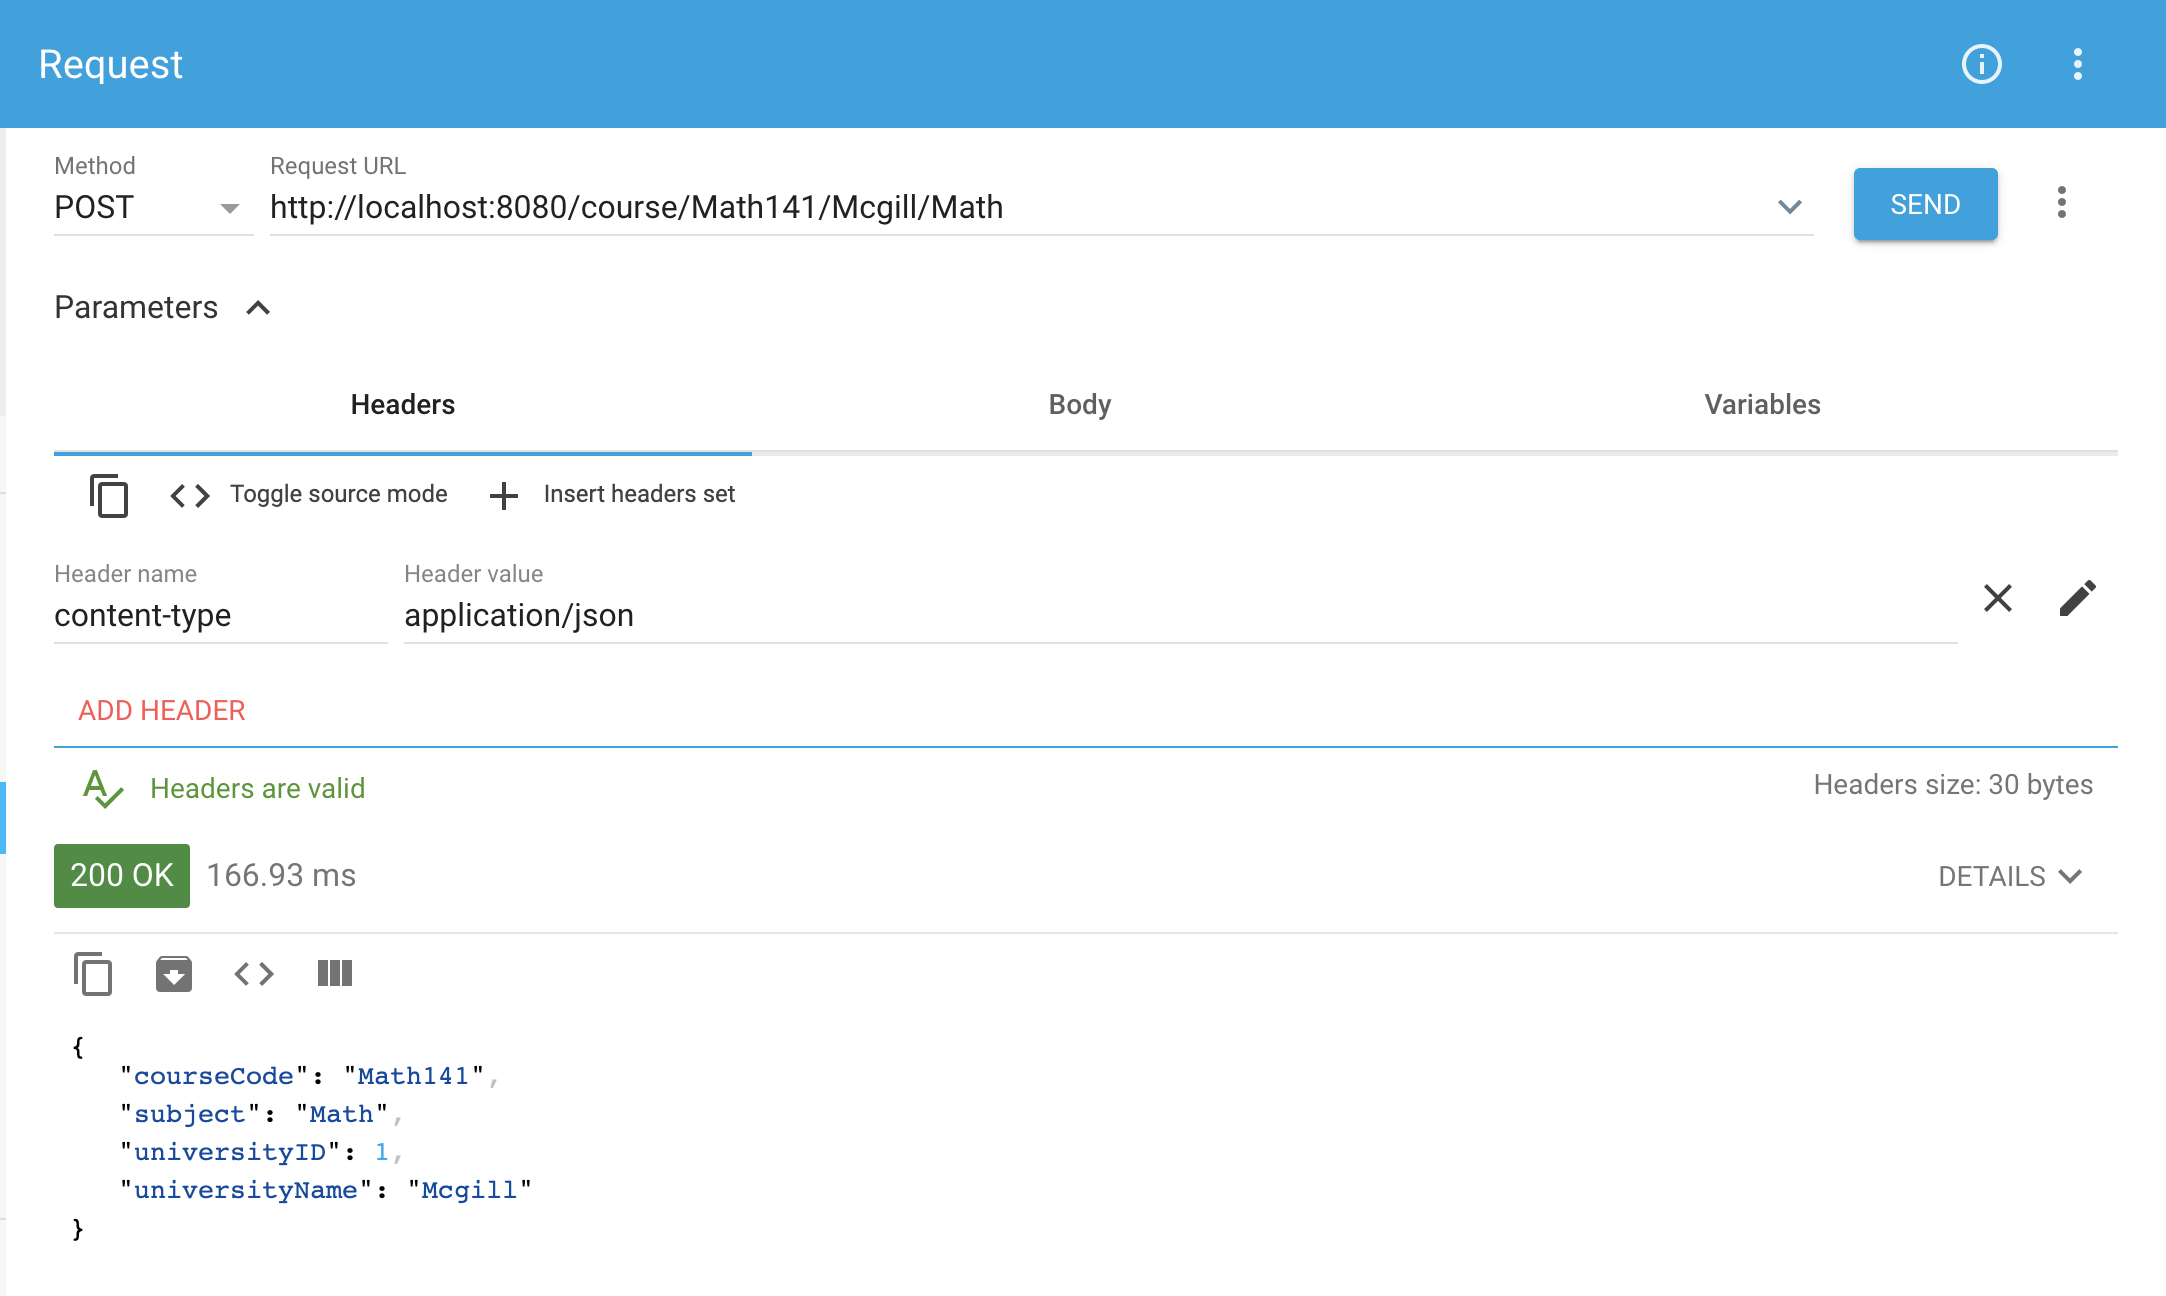 Request
Method
Request URL
POST
http://localhost:8080/course/Math141/Mcgill/Math
SEND
Parameters
Headers
Body
Variables
Toggle source mode
Insert headers set
Header name
Header value
content-type
application/json
ADD HEADER
Headers are valid
Headers size: 30 bytes
200 OK
166.93 ms
DETAILS
{
"courseCode": "Math141",
"subject": "Math",
"universityID": 1,
"universityName": "Mcgill"
}